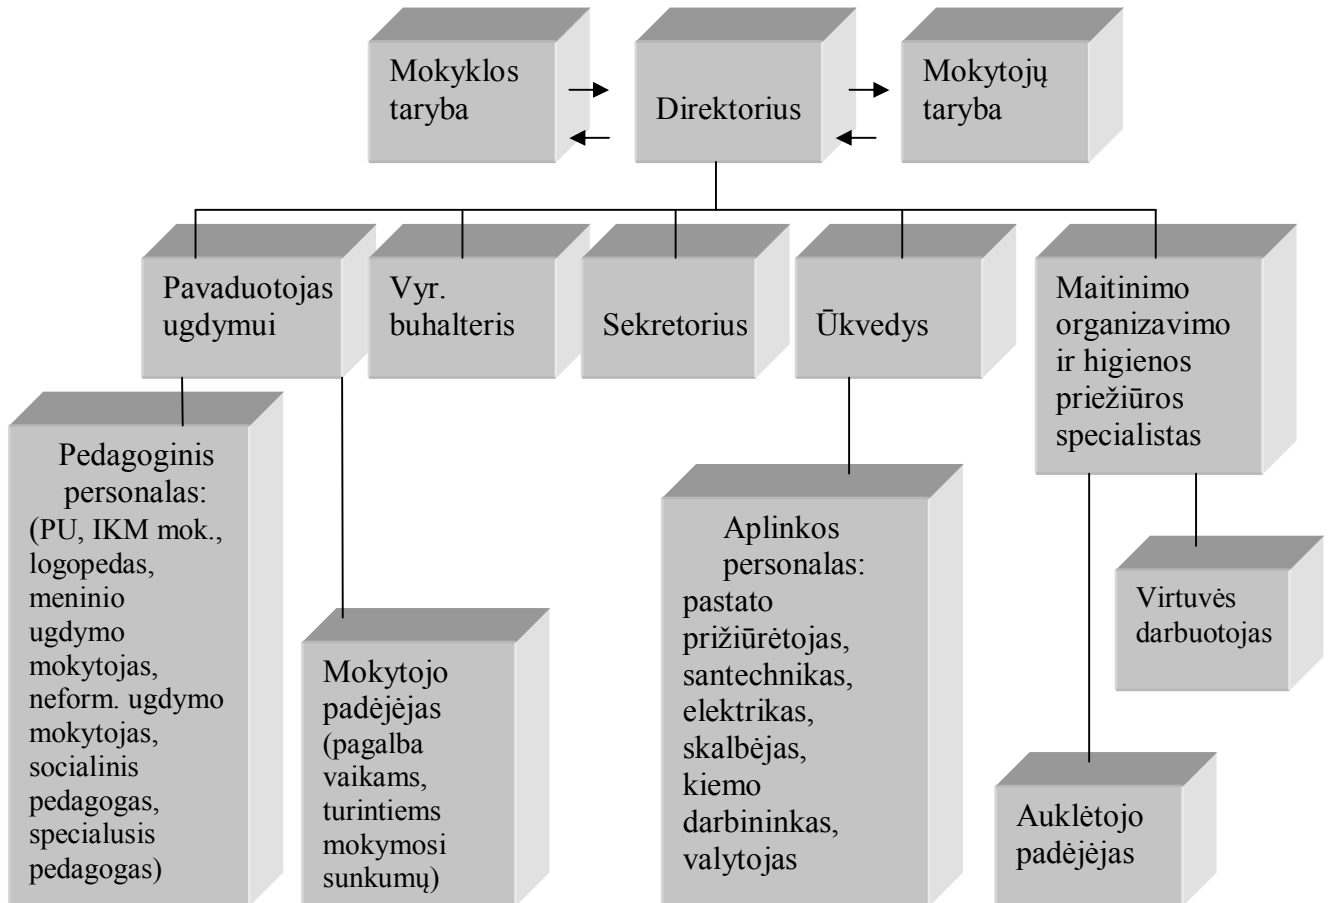 Mokyklos
taryba
Direktorius
Mokytojų
taryba
Pavaduotojas
ugdymui
Vyr.
buhalteris
Sekretorius
Ūkvedys
Maitinimo
organizavimo
ir higienos
priežiūros
specialistas
Pedagoginis
personalas:
(PU, IKM mok.,
logopedas,
meninio
ugdymo
mokytojas,
neform. ugdymo
mokytojas,
socialinis
pedagogas,
specialusis
pedagogas)
Mokytojo
padėjėjas
(pagalba
vaikams,
turintiems
mokymosi
sunkumų)
Aplinkos
personalas:
pastato
prižiūrėtojas,
santechnikas,
elektrikas,
skalbėjas,
kiemo
darbininkas,
valytojas
Virtuvės
darbuotojas
Auklėtojo
padėjėjas